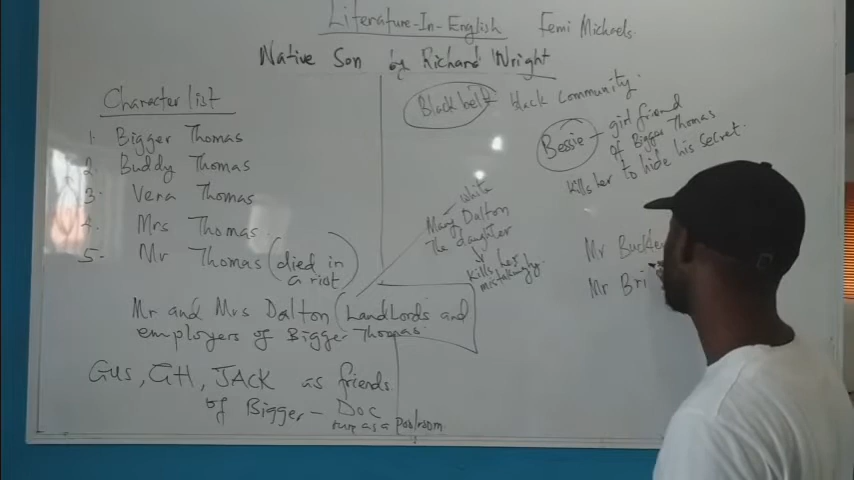 Literature-In-English
Femi Michaels
Native Son by Richard Wright
Character list
1. Bigger Thomas
2. Buddy Thomas
3. Vera Thomas
4. Mrs Thomas
5. Mr Thomas (died in
a riot)
Mr and Mrs Dalton (Landlords and
employers of Bigger Thomas
Gus, GH, JACK as friends
of Bigger - Doc
runs as a poolroom
Black belt - black community.
Bessie - girl friend
of Bigger Thomas
kills her to hide his secret.
white
Mary Dalton
The daughter
kills her
mistakingly.
Mr Buckley
Mr Bri